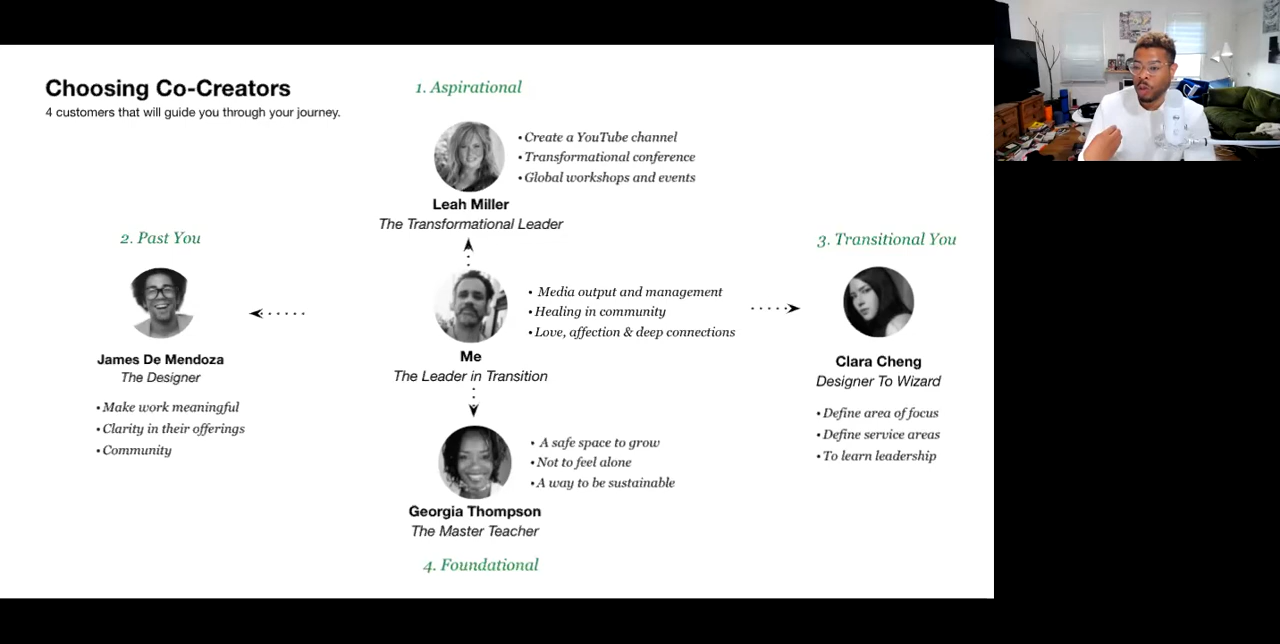 Choosing Co-Creators
4 customers that will guide you through your journey.
1. Aspirational
• Create a YouTube channel
• Transformational conference
• Global workshops and events
Leah Miller
The Transformational Leader
2. Past You
James De Mendoza
The Designer
• Make work meaningful
• Clarity in their offerings
• Community
• Media output and management
• Healing in community
• Love, affection & deep connections
Me
The Leader in Transition
3. Transitional You
Clara Cheng
Designer To Wizard
• Define area of focus
• Define service areas
• To learn leadership
• A safe space to grow
• Not to feel alone
• A way to be sustainable
Georgia Thompson
The Master Teacher
4. Foundational